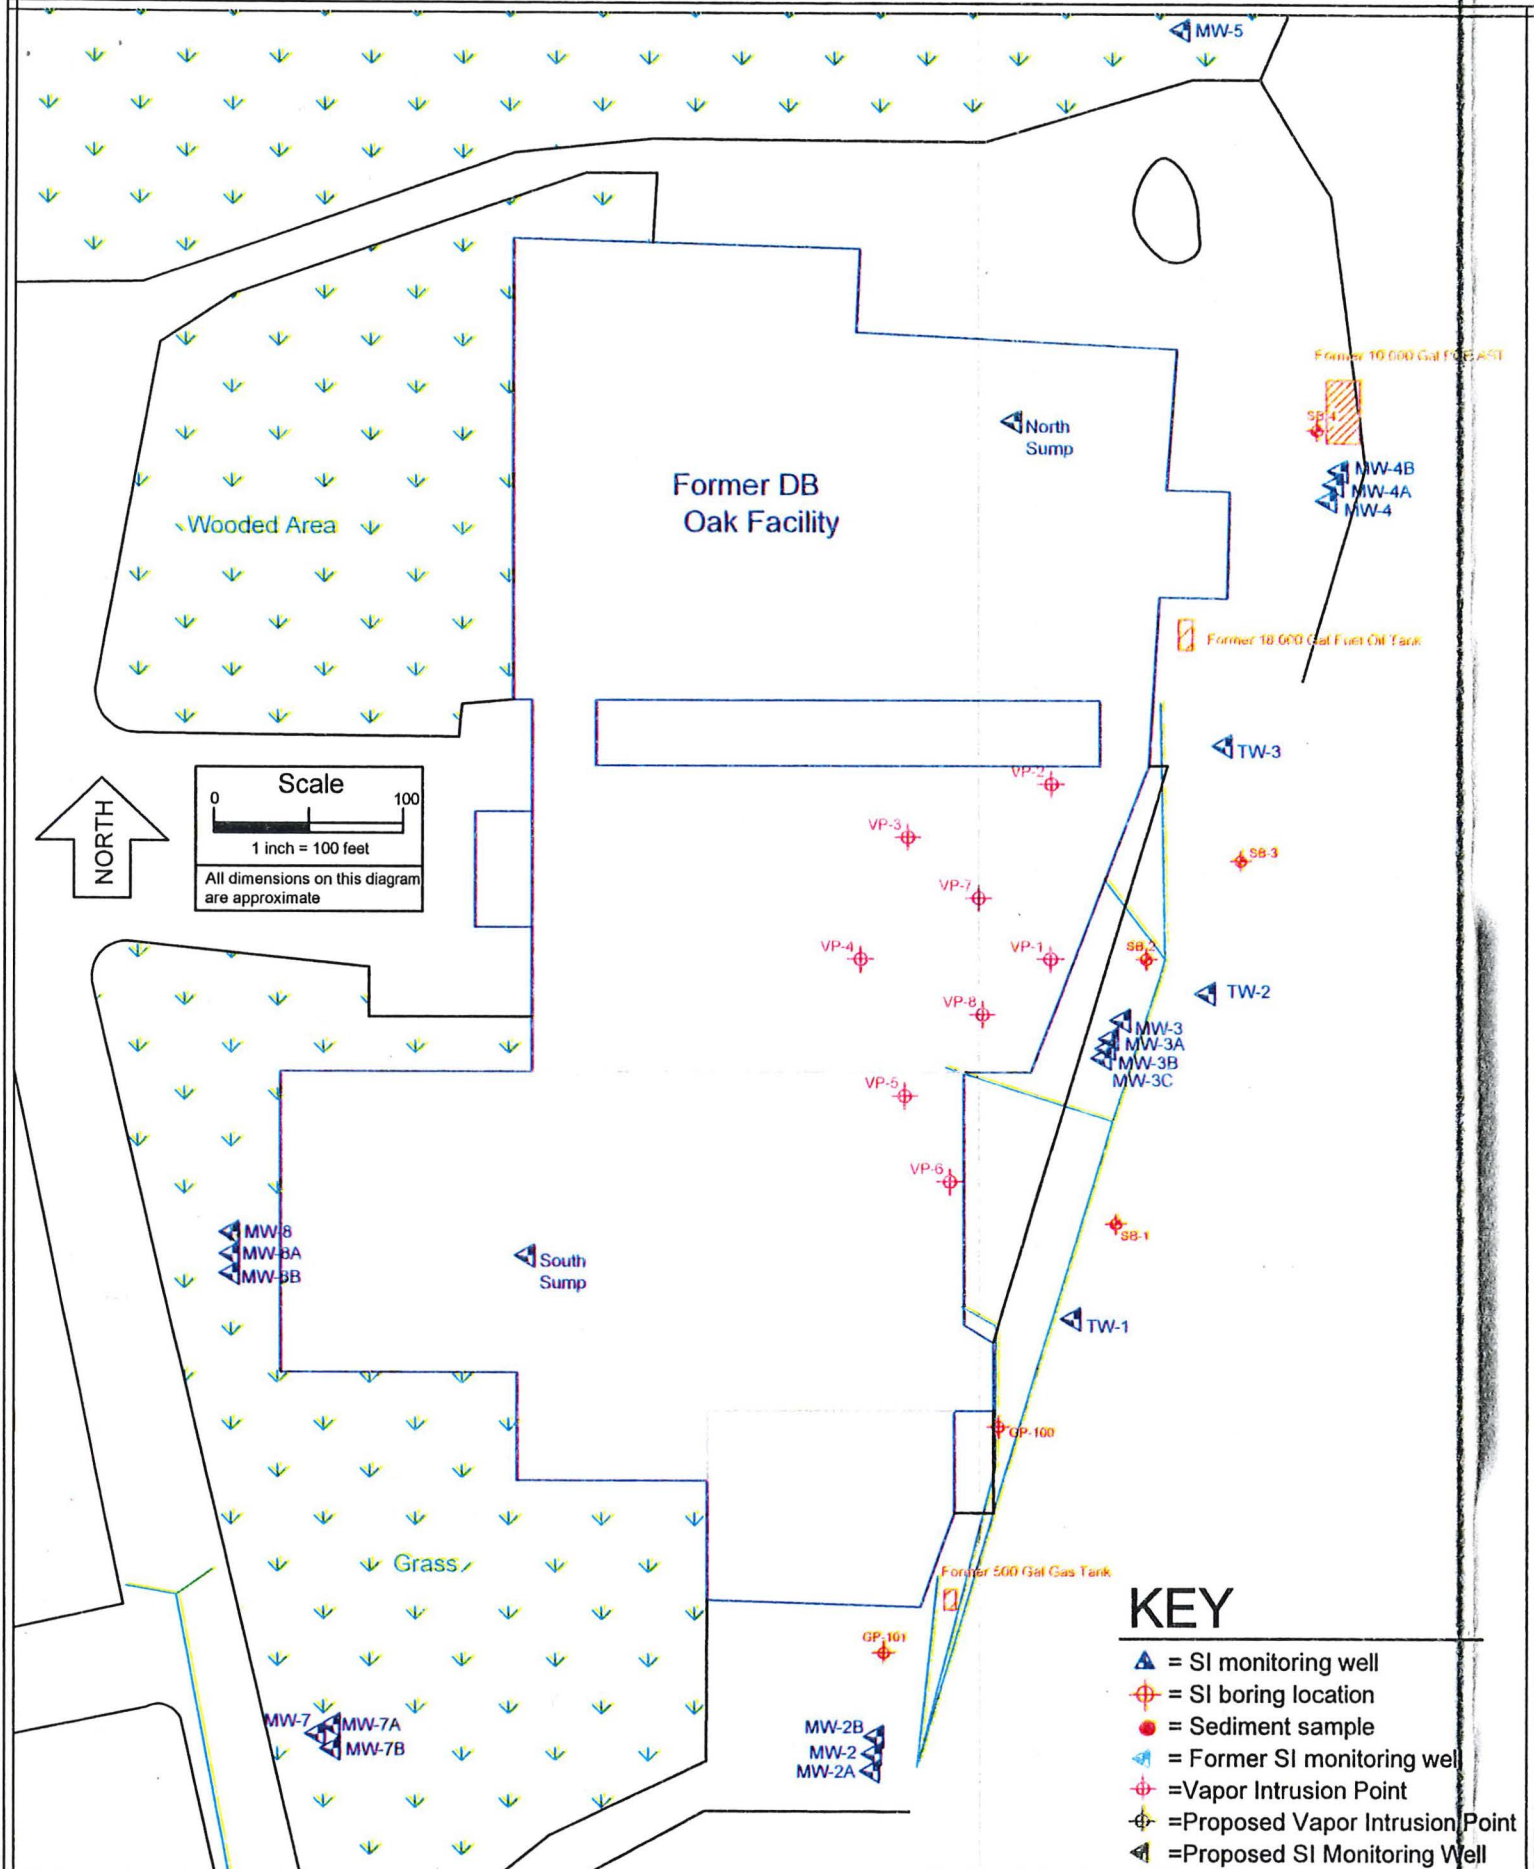 MW-5
Former 10,000 Gal PCE AST
SB-4
North
Sump
MW-4B
MW-4A
MW-4
Former DB
Oak Facility
Wooded Area
Former 18,000 Gal Fuel Oil Tank
TW-3
Scale
0 100
1 inch = 100 feet
All dimensions on this diagram
are approximate
NORTH
VP-2
VP-3
SB-3
VP-7
VP-4
VP-1
SB-2
TW-2
VP-8
MW-3
MW-3A
MW-3B
MW-3C
VP-5
VP-6
SB-1
MW-8
MW-8A
MW-8B
South
Sump
TW-1
GP-100
Grass
Former 500 Gal Gas Tank
GP-101
MW-7
MW-7A
MW-7B
MW-2B
MW-2
MW-2A
KEY
= SI monitoring well
= SI boring location
= Sediment sample
= Former SI monitoring well
=Vapor Intrusion Point
=Proposed Vapor Intrusion Point
=Proposed SI Monitoring Well